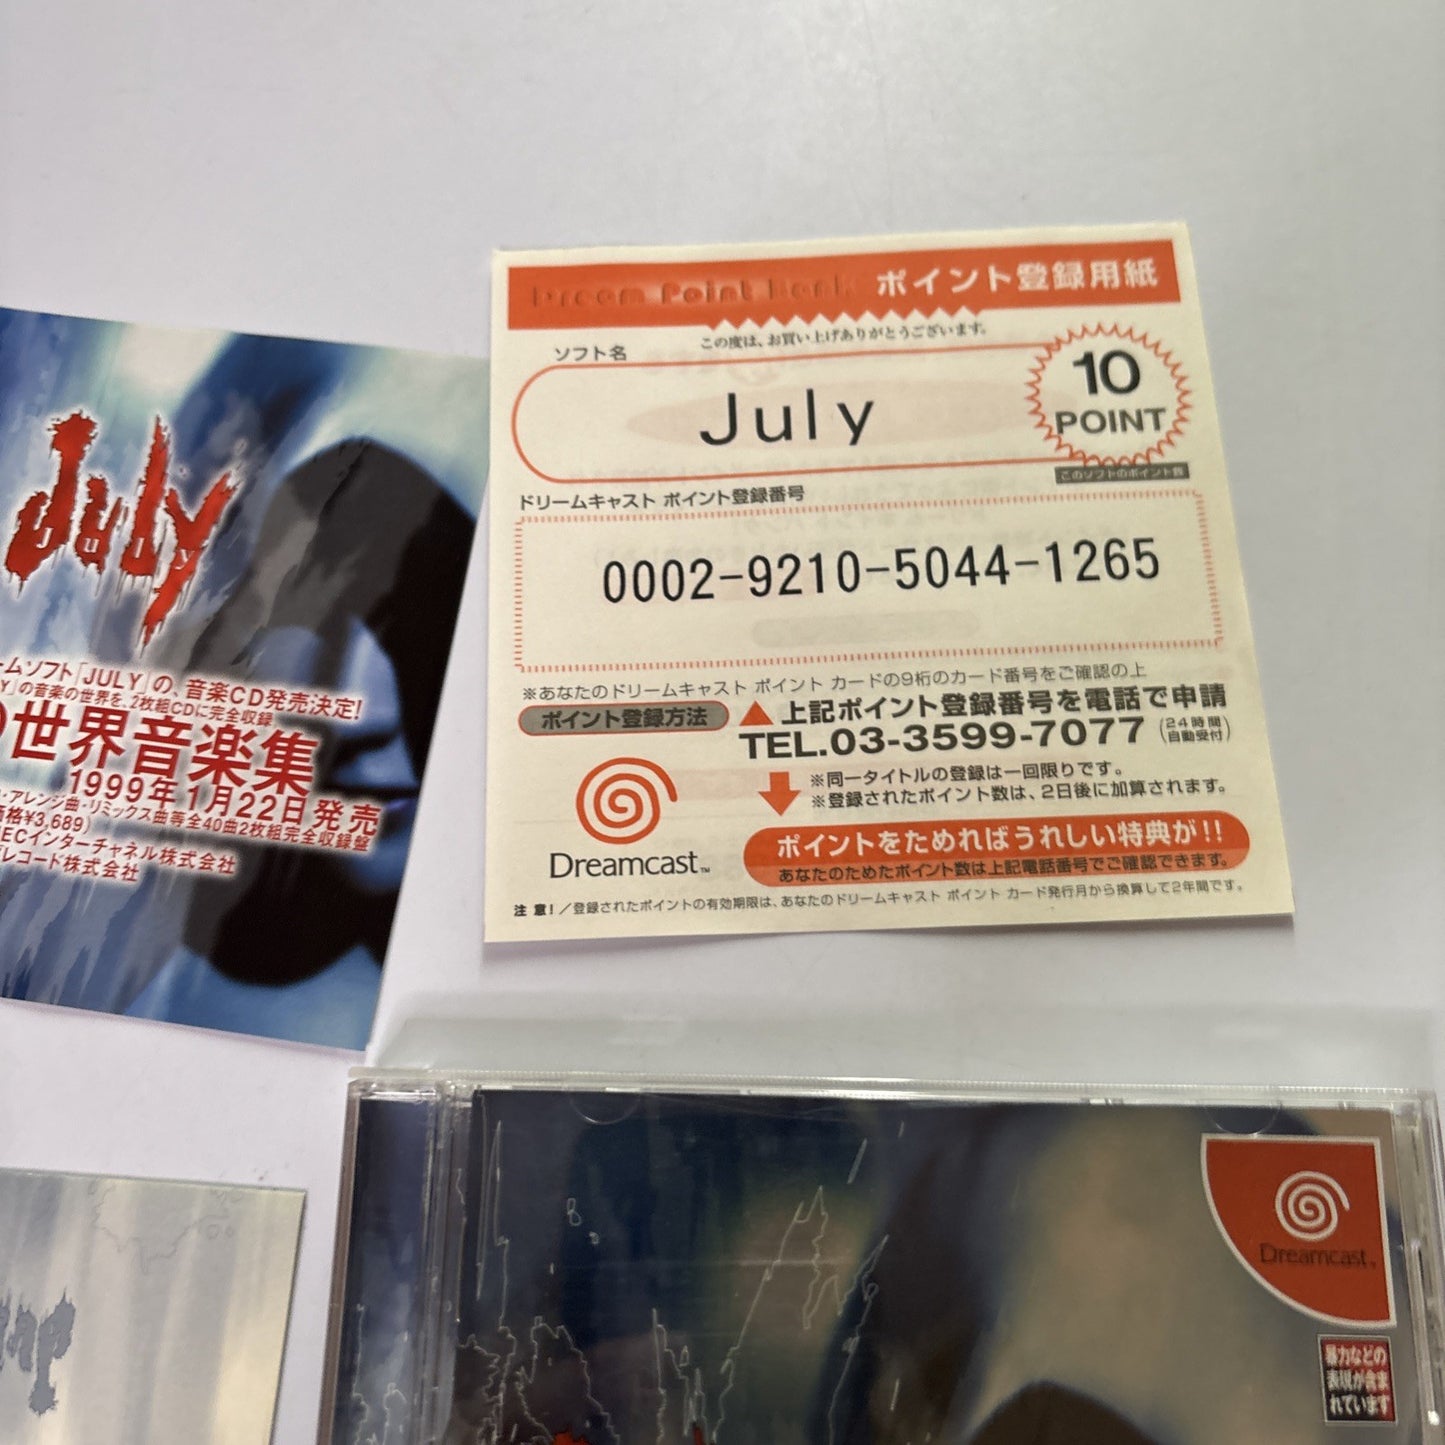 Dream Point Bank ポイント登録用紙
この度は、お買い上げありがとうございます。
ソフト名
July
10
POINT
このソフトのポイント数
ドリームキャスト ポイント登録番号
0002-9210-5044-1265
※あなたのドリームキャスト ポイント カードの9桁のカード番号をご確認の上
ポイント登録方法
上記ポイント登録番号を電話で申請
TEL.03-3599-7077 (24時間自動受付)
※同一タイトルの登録は一回限りです。
※登録されたポイント数は、2日後に加算されます。
Dreamcast™
ポイントをためればうれしい特典が!!
あなたのためたポイント数は上記電話番号でご確認できます。
注 意!/登録されたポイントの有効期限は、あなたのドリームキャスト ポイント カード発行月から換算して2年間です。
July
July
ームソフト「JULY」の、音楽CD発売決定!
Y」の音楽の世界を、2枚組CDに完全収録
の世界音楽集
1999年1月22日発売
・アレンジ曲・リミックス曲等全40曲2枚組完全収録盤
価格¥3,689)
NECインターチャネル株式会社
レコード株式会社
Dreamcast™
暴力などの
表現が含ま
れています